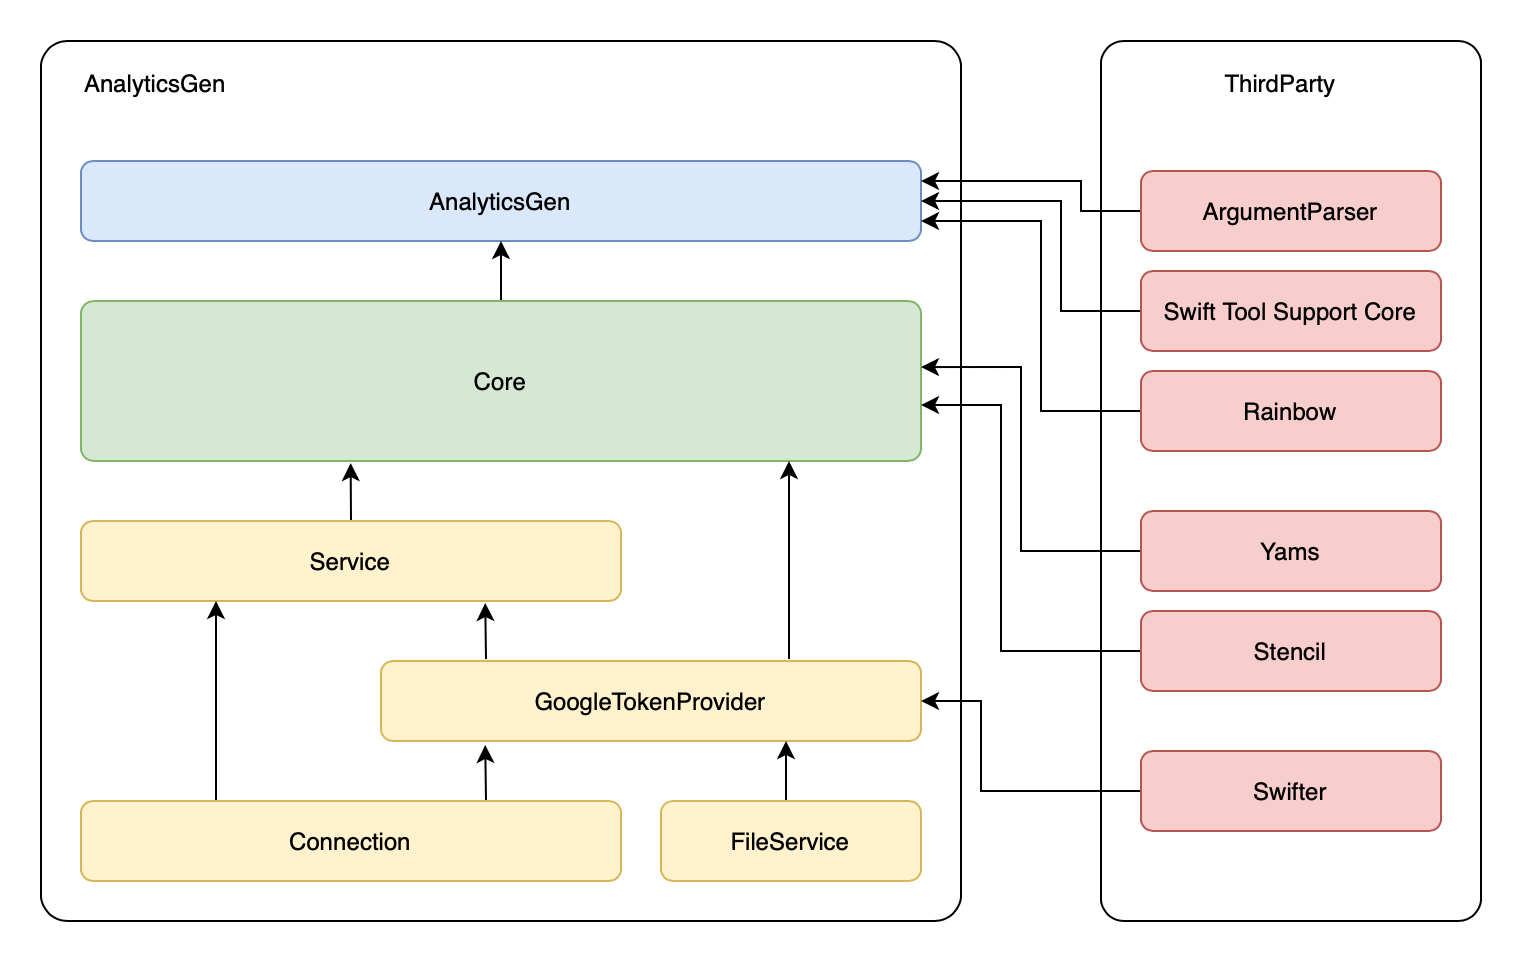 AnalyticsGen
AnalyticsGen
Core
Service
GoogleTokenProvider
Connection
FileService
ThirdParty
ArgumentParser
Swift Tool Support Core
Rainbow
Yams
Stencil
Swifter